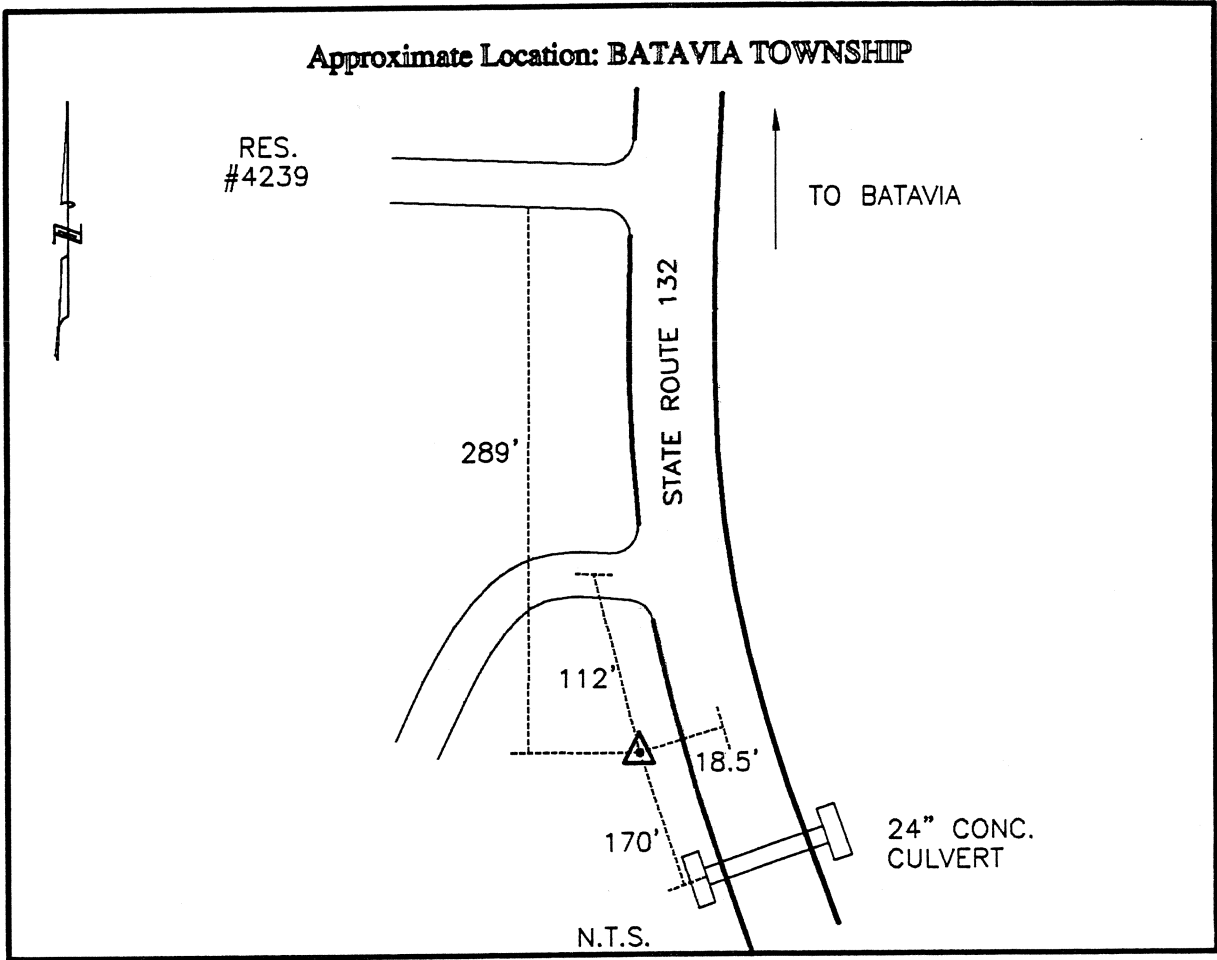 Approximate Location: BATAVIA TOWNSHIP
RES.
#4239
N
TO BATAVIA
STATE ROUTE 132
289'
112'
18.5'
170'
24" CONC.
CULVERT
N.T.S.